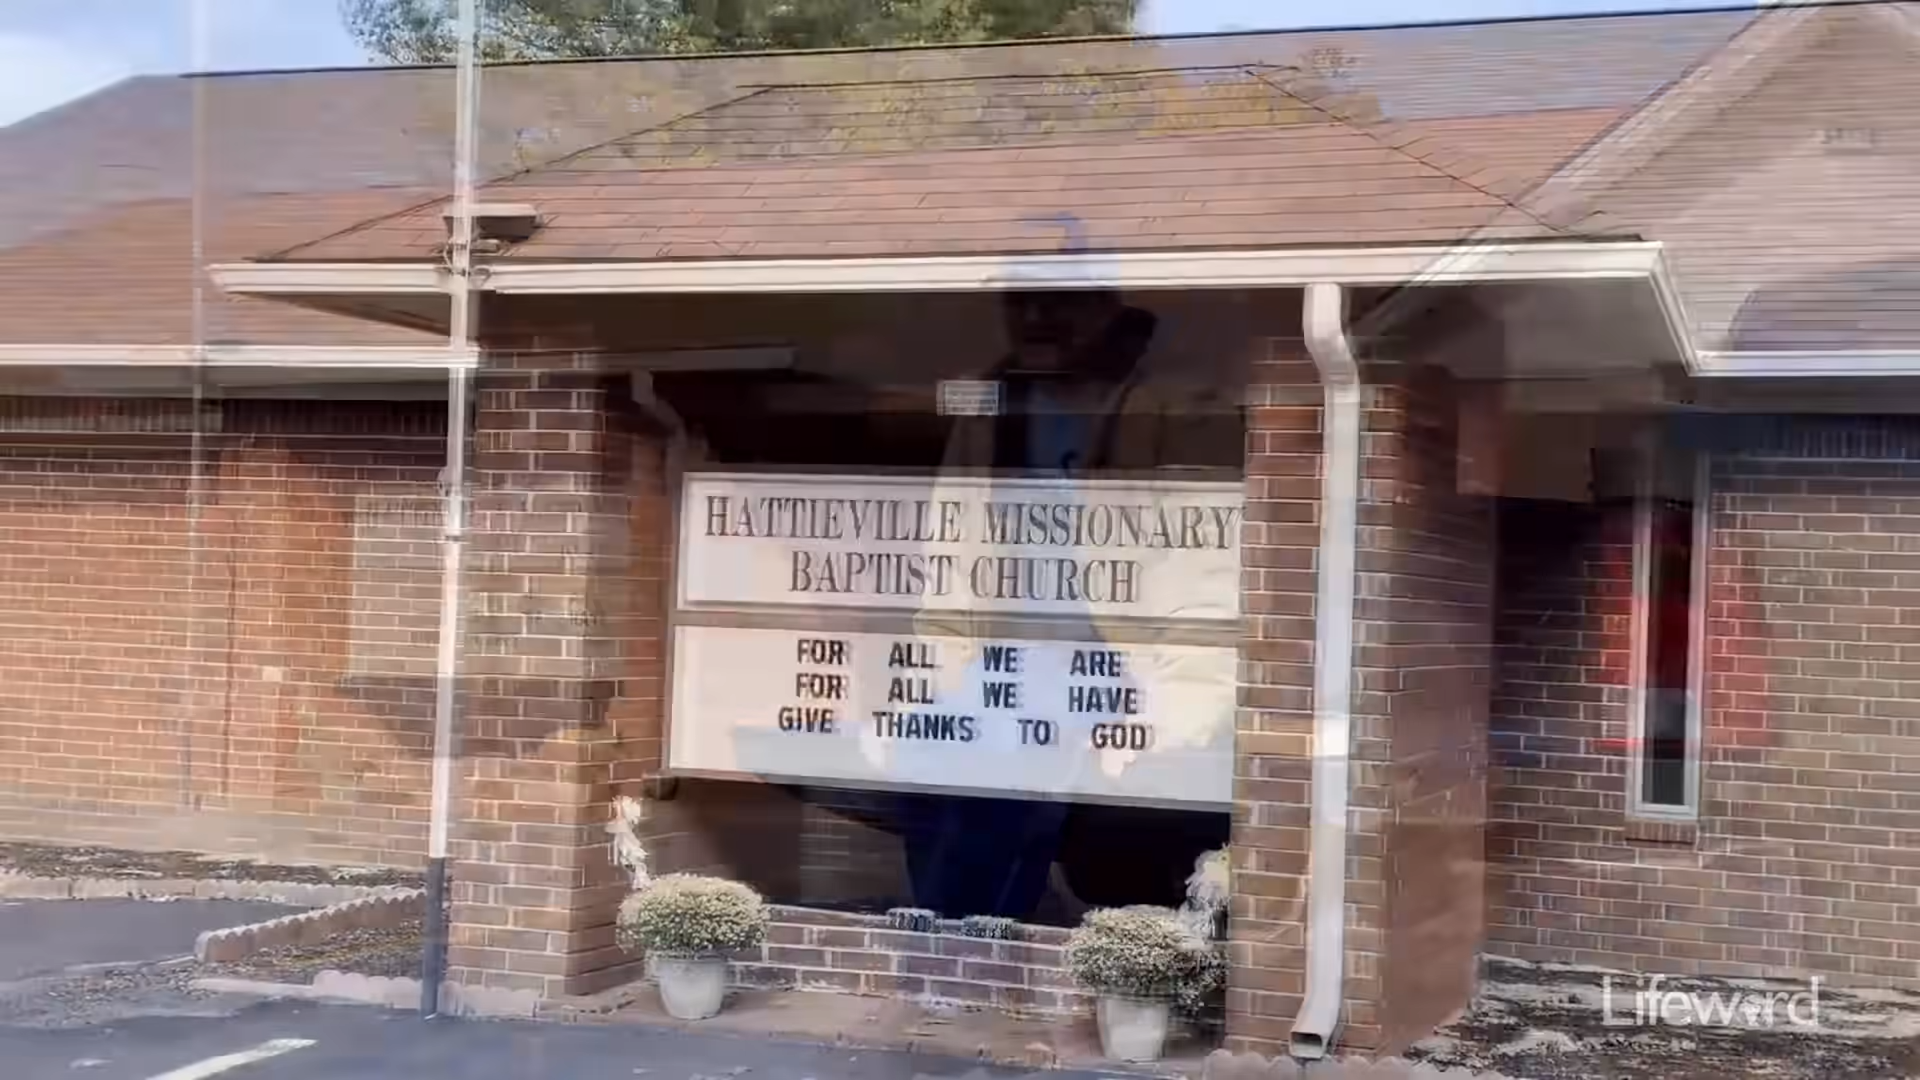 HATTIEVILLE MISSIONARY
BAPTIST CHURCH
FOR ALL WE ARE
FOR ALL WE HAVE
GIVE THANKS TO GOD
Lifeword